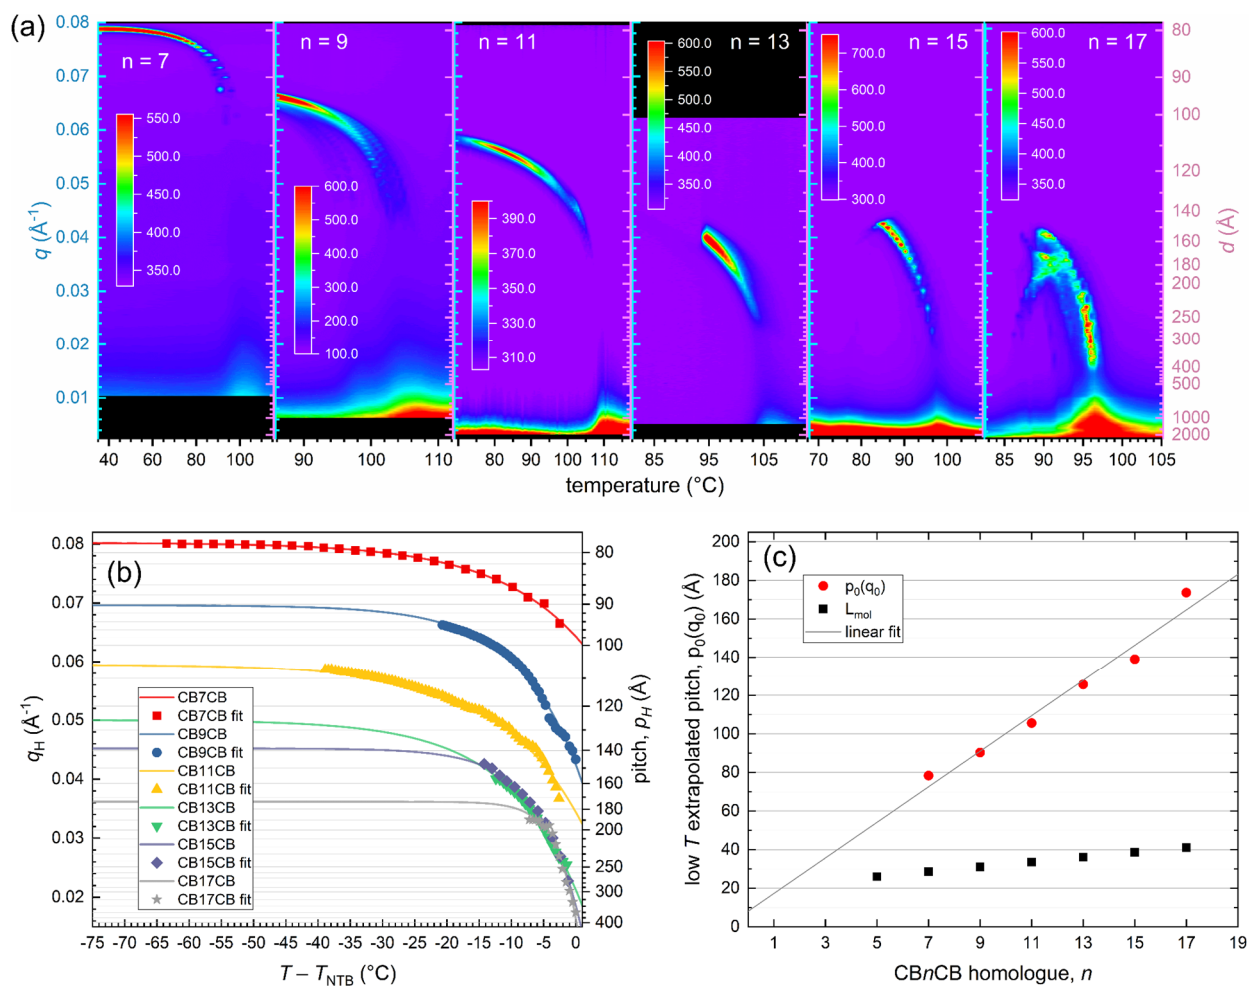 (a)
n = 7
n = 9
n = 11
n = 13
n = 15
n = 17
q (Å⁻¹)
0.08
0.07
0.06
0.05
0.04
0.03
0.02
0.01
550.0
500.0
450.0
400.0
350.0
600.0
500.0
400.0
300.0
200.0
100.0
390.0
370.0
350.0
330.0
310.0
600.0
550.0
500.0
450.0
400.0
350.0
700.0
600.0
500.0
400.0
300.0
600.0
550.0
500.0
450.0
400.0
350.0
80
90
100
120
140
160
180
200
300
400
500
1000
2000
d (Å)
40 60 80 100
90 100 110
80 90 104 110
85 95 105
70 80 90 100
85 90 95 100 105
temperature (°C)
(b)
q_H (Å⁻¹)
0.08
0.07
0.06
0.05
0.04
0.03
0.02
CB7CB
CB7CB fit
CB9CB
CB9CB fit
CB11CB
CB11CB fit
CB13CB
CB13CB fit
CB15CB
CB15CB fit
CB17CB
CB17CB fit
80
90
100
120
140
160
180
200
250
300
400
pitch, p_H (Å)
-75 -70 -65 -60 -55 -50 -45 -40 -35 -30 -25 -20 -15 -10 -5 0
T – T_NTB (°C)
(c)
low T extrapolated pitch, p₀(q₀) (Å)
200
180
160
140
120
100
80
60
40
20
0
p₀(q₀)
L_mol
linear fit
1 3 5 7 9 11 13 15 17 19
CBnCB homologue, n